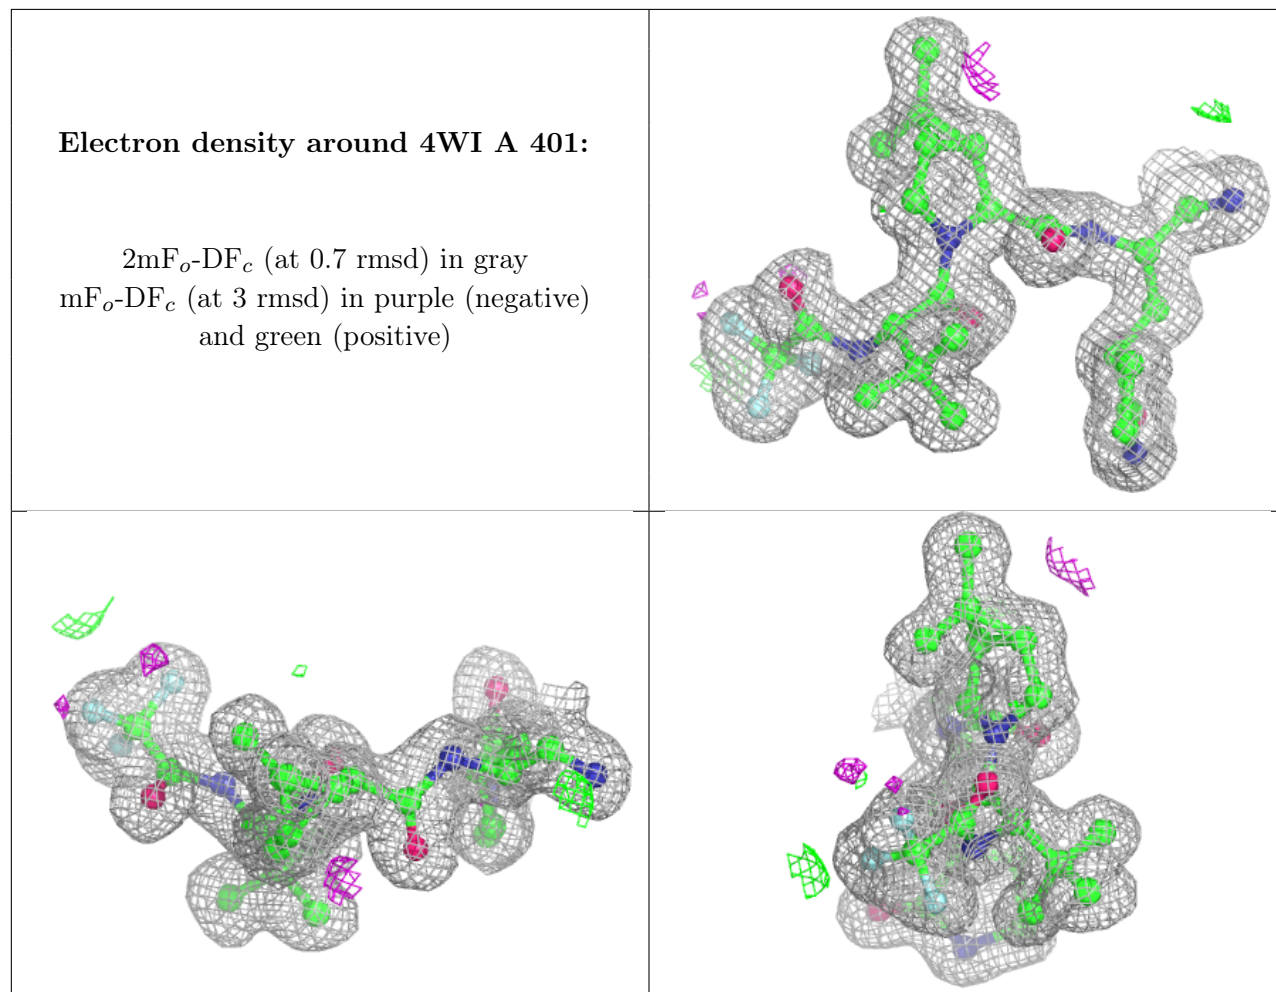 Electron density around 4WI A 401:
2mFo-DFc (at 0.7 rmsd) in gray
mFo-DFc (at 3 rmsd) in purple (negative)
and green (positive)